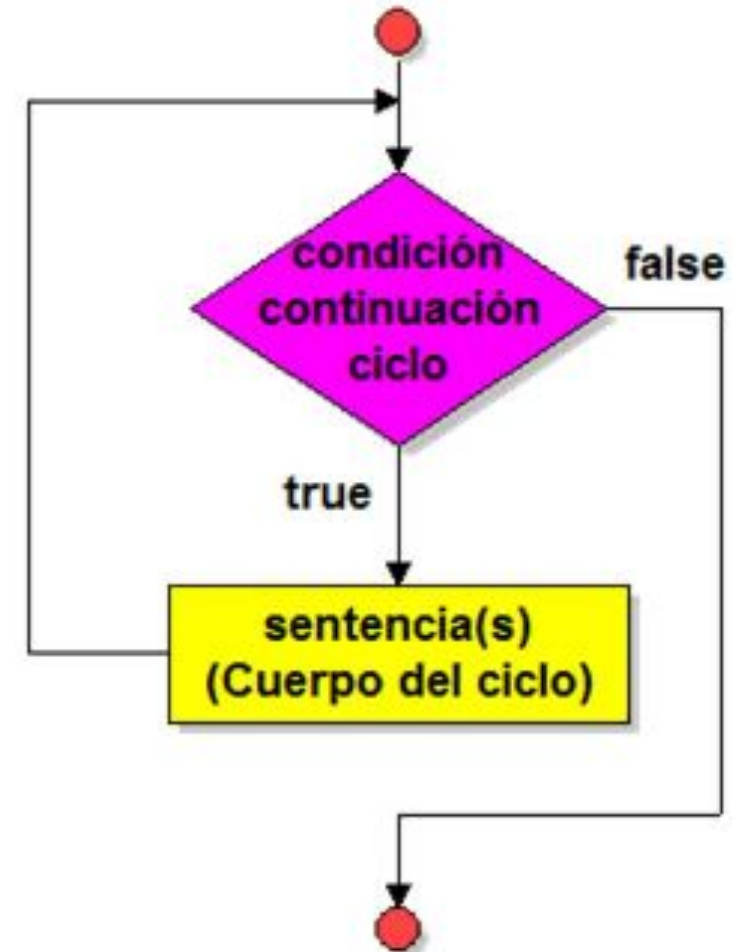 condición
continuación
ciclo
false
true
sentencia(s)
(Cuerpo del ciclo)